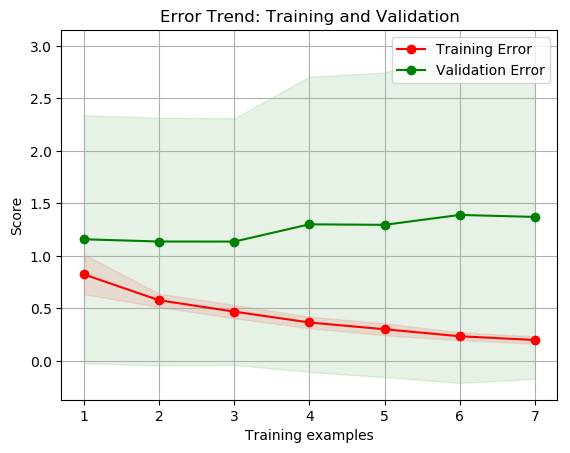 Error Trend: Training and Validation
Training Error
Validation Error
3.0
2.5
2.0
1.5
1.0
0.5
0.0
Score
1 2 3 4 5 6 7
Training examples